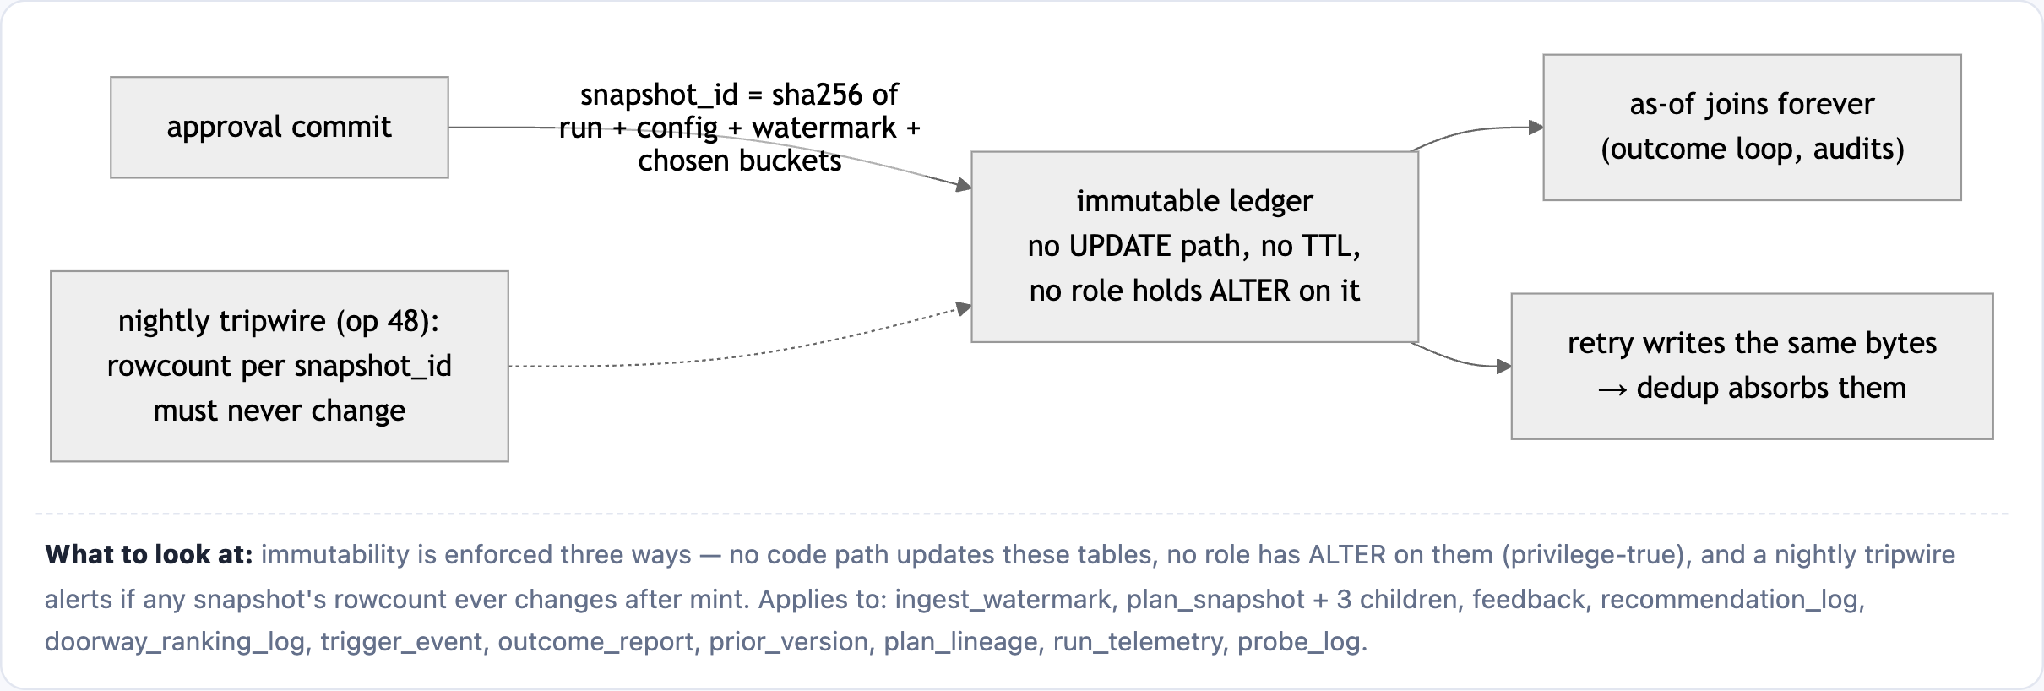 approval commit
snapshot_id = sha256 of
run + config + watermark +
chosen buckets
nightly tripwire (op 48):
rowcount per snapshot_id
must never change
immutable ledger
no UPDATE path, no TTL,
no role holds ALTER on it
as-of joins forever
(outcome loop, audits)
retry writes the same bytes
→ dedup absorbs them
What to look at: immutability is enforced three ways — no code path updates these tables, no role has ALTER on them (privilege-true), and a nightly tripwire
alerts if any snapshot's rowcount ever changes after mint. Applies to: ingest_watermark, plan_snapshot + 3 children, feedback, recommendation_log,
doorway_ranking_log, trigger_event, outcome_report, prior_version, plan_lineage, run_telemetry, probe_log.